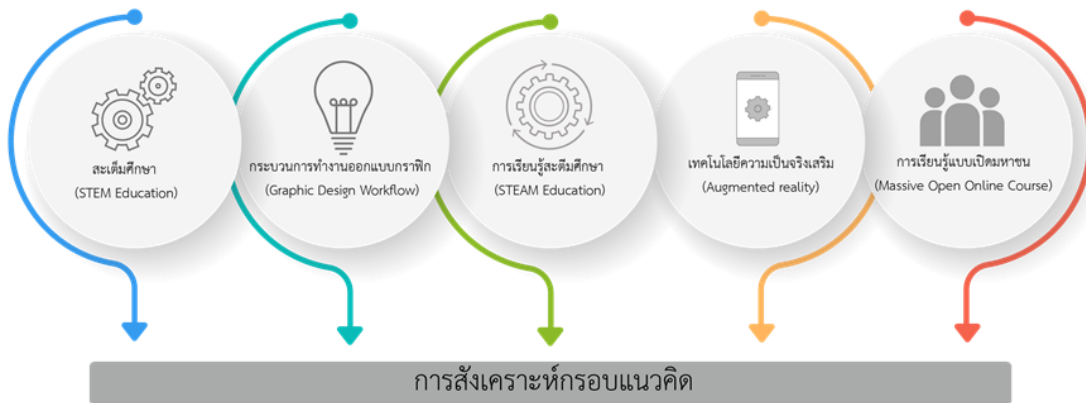 สะเต็มศึกษา
(STEM Education)
กระบวนการทำงานออกแบบกราฟิก
(Graphic Design Workflow)
การเรียนรู้สะตีมศึกษา
(STEAM Education)
เทคโนโลยีความเป็นจริงเสริม
(Augmented reality)
การเรียนรู้แบบเปิดมหาชน
(Massive Open Online Course)
การสังเคราะห์กรอบแนวคิด